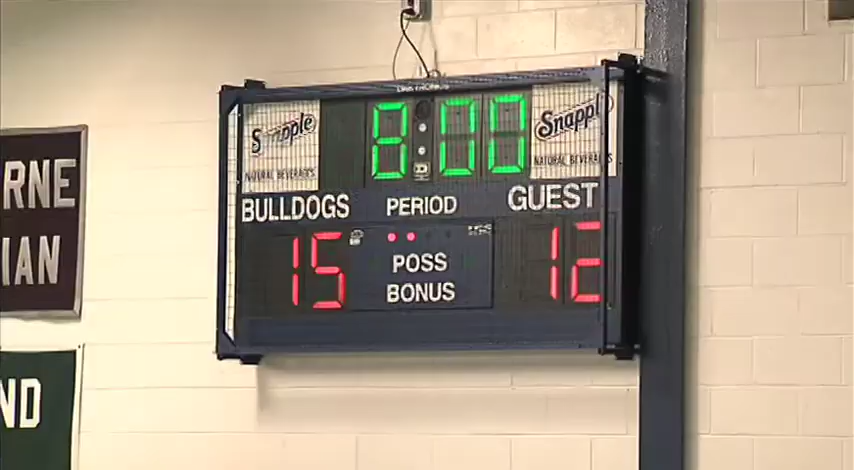 Snapple
NATURAL BEVERAGES
8:00
Snapple
NATURAL BEVERAGES
BULLDOGS
PERIOD
GUEST
15
POSS
BONUS
12
RNE
IAN
ND